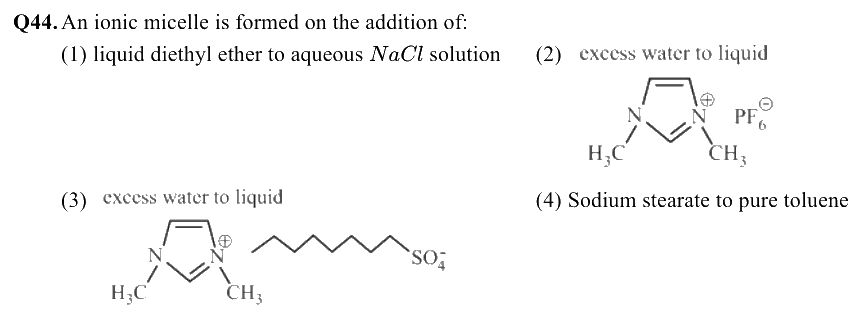 Q44. An ionic micelle is formed on the addition of:
(1) liquid diethyl ether to aqueous NaCl solution
(2) excess water to liquid
N
⊕
N
PF₆⊖
H₃C
CH₃
(3) excess water to liquid
N
⊕
N
SO₄⁻
H₃C
CH₃
(4) Sodium stearate to pure toluene